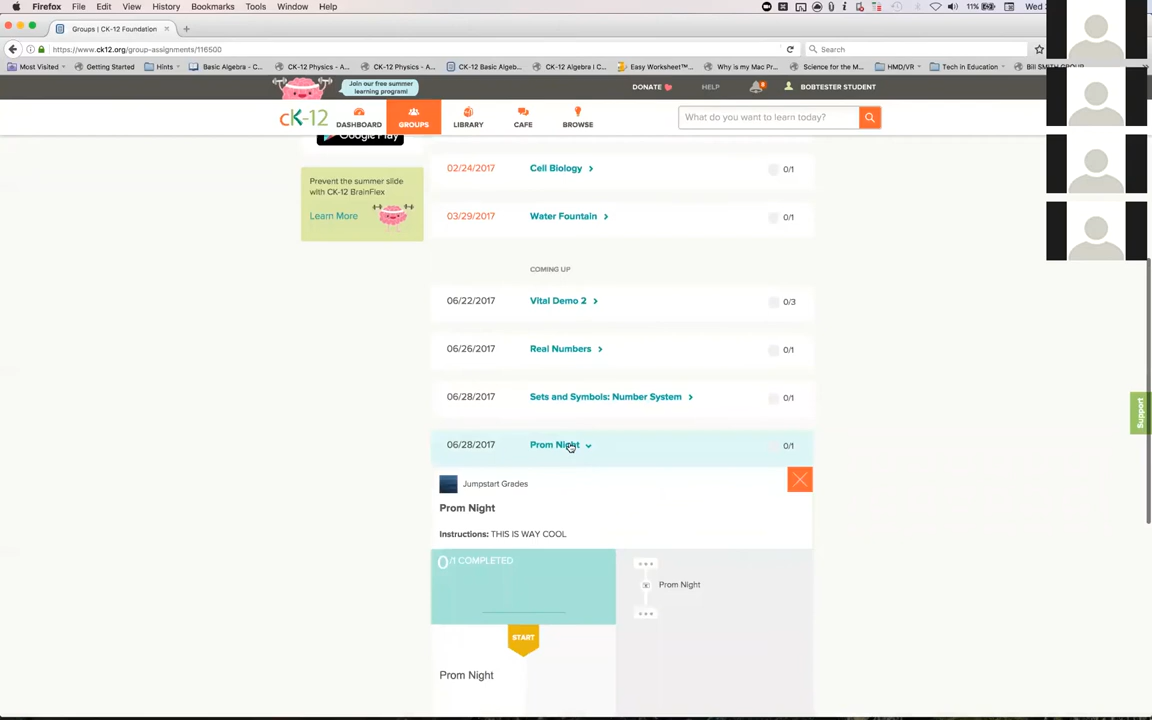 Firefox File Edit View History Bookmarks Tools Window Help 11% Wed
Groups | CK-12 Foundation
https://www.ck12.org/group-assignments/116500 Search
Most Visited Getting Started Hints Basic Algebra - C... CK-12 Physics - A... CK-12 Physics - A... CK-12 Basic Algeb... CK-12 Algebra I C... Easy Worksheet™... Why is my Mac Pr... Science for the M... HMD/VR Tech in Education Bill SMITH GROUP
Join our free summer
learning program!
DONATE HELP 8 BOBTESTER STUDENT
cK-12 DASHBOARD GROUPS LIBRARY CAFE BROWSE What do you want to learn today?
Google Play
Prevent the summer slide
with CK-12 BrainFlex
Learn More
02/24/2017 Cell Biology 0/1
03/29/2017 Water Fountain 0/1
COMING UP
06/22/2017 Vital Demo 2 0/3
06/26/2017 Real Numbers 0/1
06/28/2017 Sets and Symbols: Number System 0/1
06/28/2017 Prom Night 0/1
Jumpstart Grades
Prom Night
Instructions: THIS IS WAY COOL
0/1 COMPLETED
Prom Night
START
Prom Night
Support